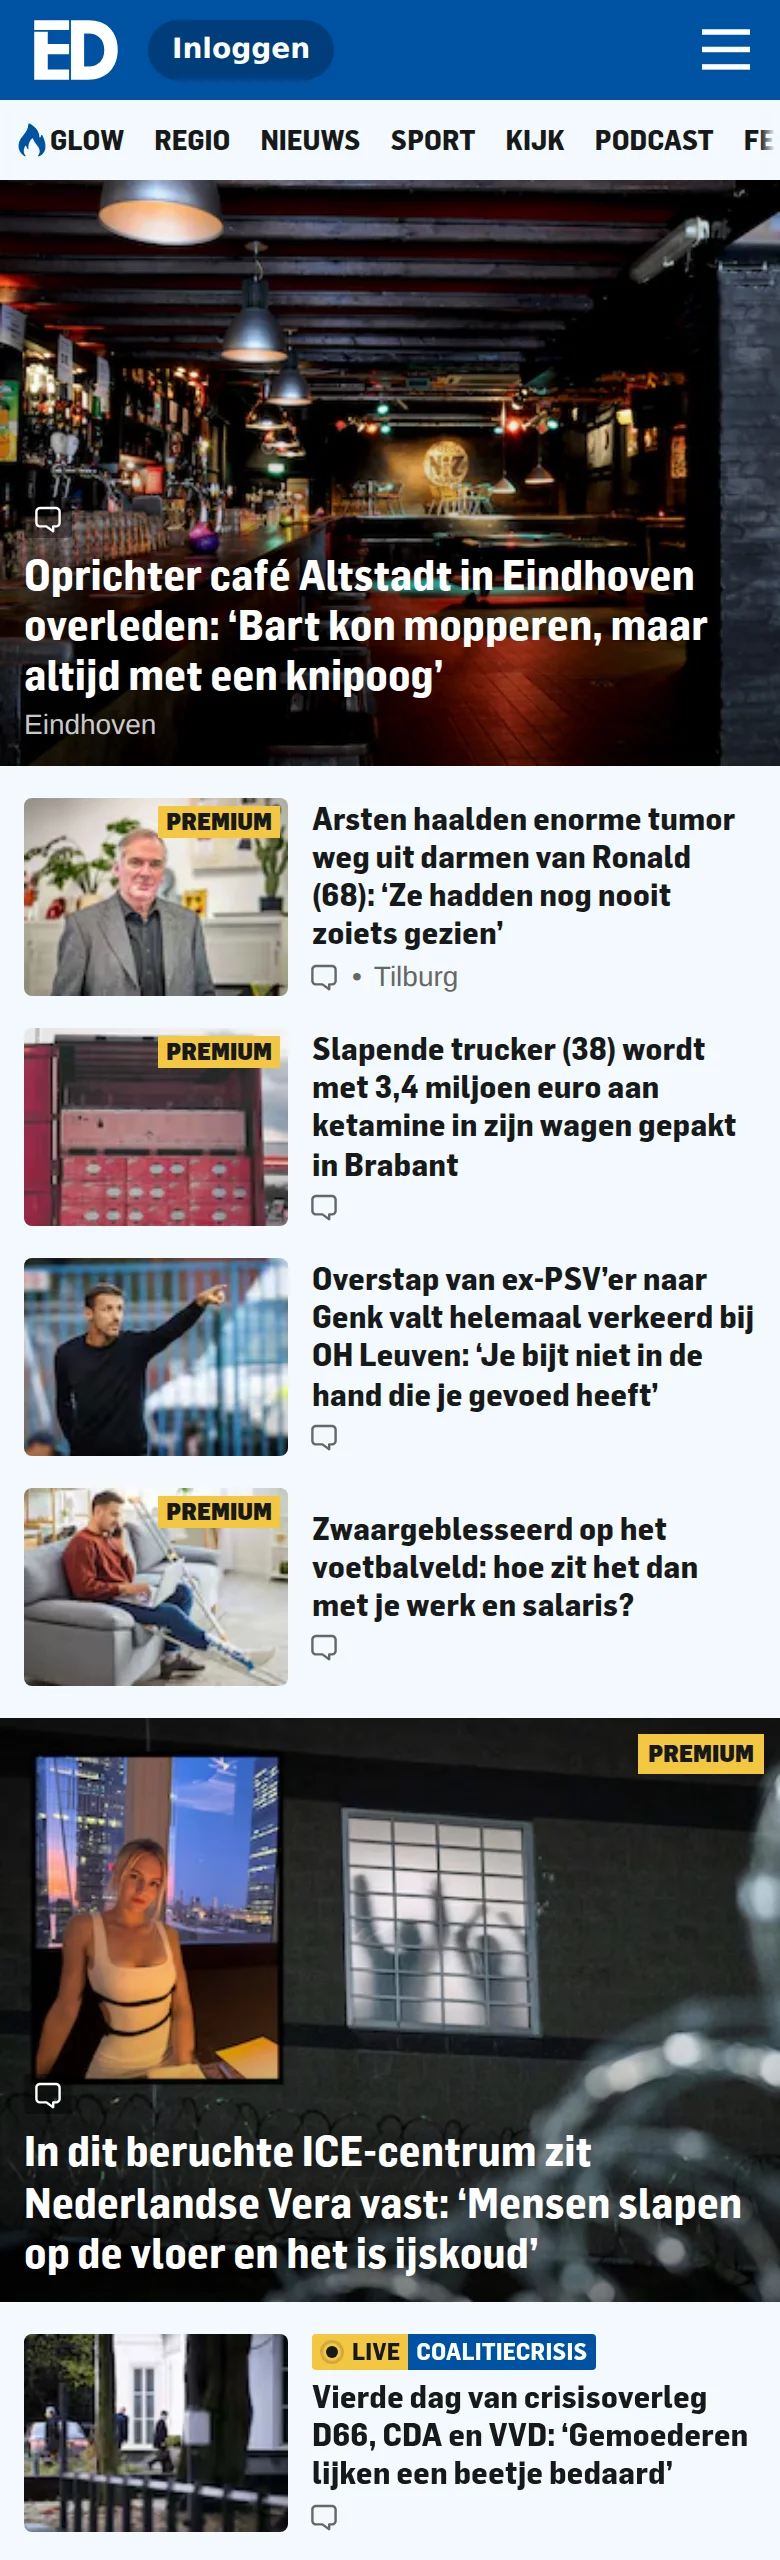 ED
Inloggen
GLOW REGIO NIEUWS SPORT KIJK PODCAST FE
Oprichter café Altstadt in Eindhoven
overleden: ‘Bart kon mopperen, maar
altijd met een knipoog’
Eindhoven
PREMIUM
Arsten haalden enorme tumor
weg uit darmen van Ronald
(68): ‘Ze hadden nog nooit
zoiets gezien’
• Tilburg
PREMIUM
Slapende trucker (38) wordt
met 3,4 miljoen euro aan
ketamine in zijn wagen gepakt
in Brabant
Overstap van ex-PSV’er naar
Genk valt helemaal verkeerd bij
OH Leuven: ‘Je bijt niet in de
hand die je gevoed heeft’
PREMIUM
Zwaargeblesseerd op het
voetbalveld: hoe zit het dan
met je werk en salaris?
PREMIUM
In dit beruchte ICE-centrum zit
Nederlandse Vera vast: ‘Mensen slapen
op de vloer en het is ijskoud’
LIVE COALITIECRISIS
Vierde dag van crisisoverleg
D66, CDA en VVD: ‘Gemoederen
lijken een beetje bedaard’